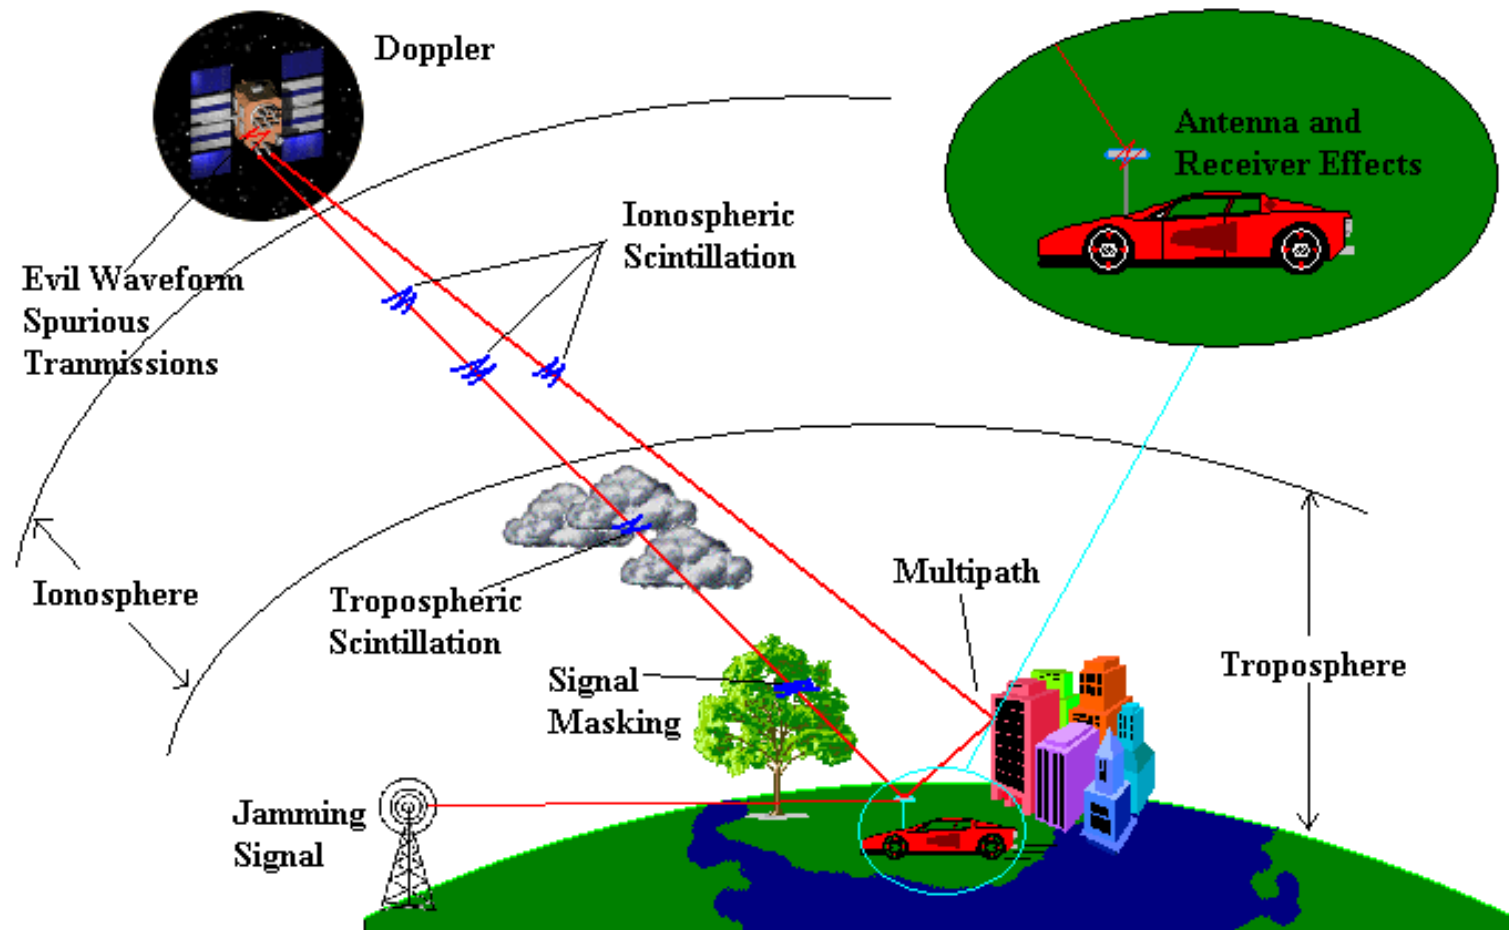 Doppler
Antenna and
Receiver Effects
Ionospheric
Scintillation
Evil Waveform
Spurious
Tranmissions
Ionosphere
Tropospheric
Scintillation
Multipath
Troposphere
Signal
Masking
Jamming
Signal